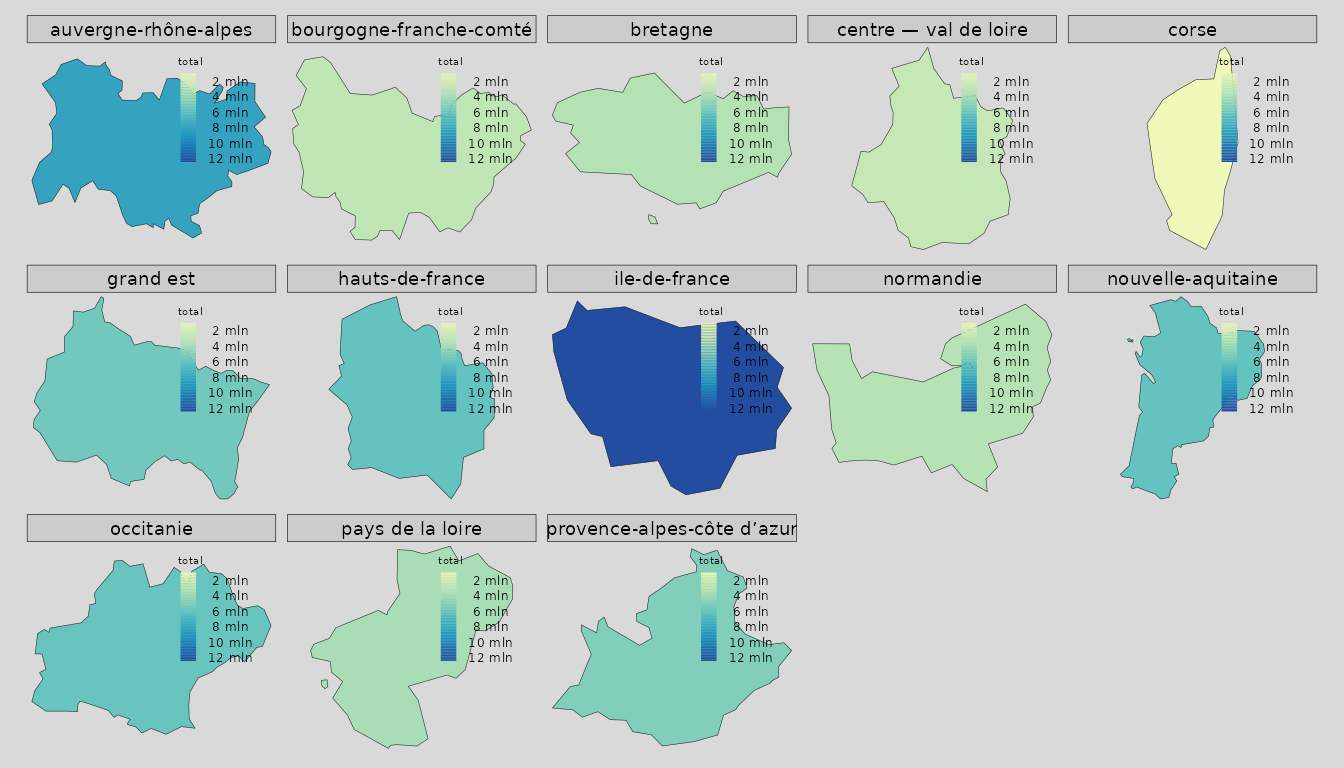 auvergne-rhône-alpes
total
2 mln
4 mln
6 mln
8 mln
10 mln
12 mln
bourgogne-franche-comté
total
2 mln
4 mln
6 mln
8 mln
10 mln
12 mln
bretagne
total
2 mln
4 mln
6 mln
8 mln
10 mln
12 mln
centre — val de loire
total
2 mln
4 mln
6 mln
8 mln
10 mln
12 mln
corse
total
2 mln
4 mln
6 mln
8 mln
10 mln
12 mln
grand est
total
2 mln
4 mln
6 mln
8 mln
10 mln
12 mln
hauts-de-france
total
2 mln
4 mln
6 mln
8 mln
10 mln
12 mln
ile-de-france
total
2 mln
4 mln
6 mln
8 mln
10 mln
12 mln
normandie
total
2 mln
4 mln
6 mln
8 mln
10 mln
12 mln
nouvelle-aquitaine
total
2 mln
4 mln
6 mln
8 mln
10 mln
12 mln
occitanie
total
2 mln
4 mln
6 mln
8 mln
10 mln
12 mln
pays de la loire
total
2 mln
4 mln
6 mln
8 mln
10 mln
12 mln
provence-alpes-côte d’azur
total
2 mln
4 mln
6 mln
8 mln
10 mln
12 mln